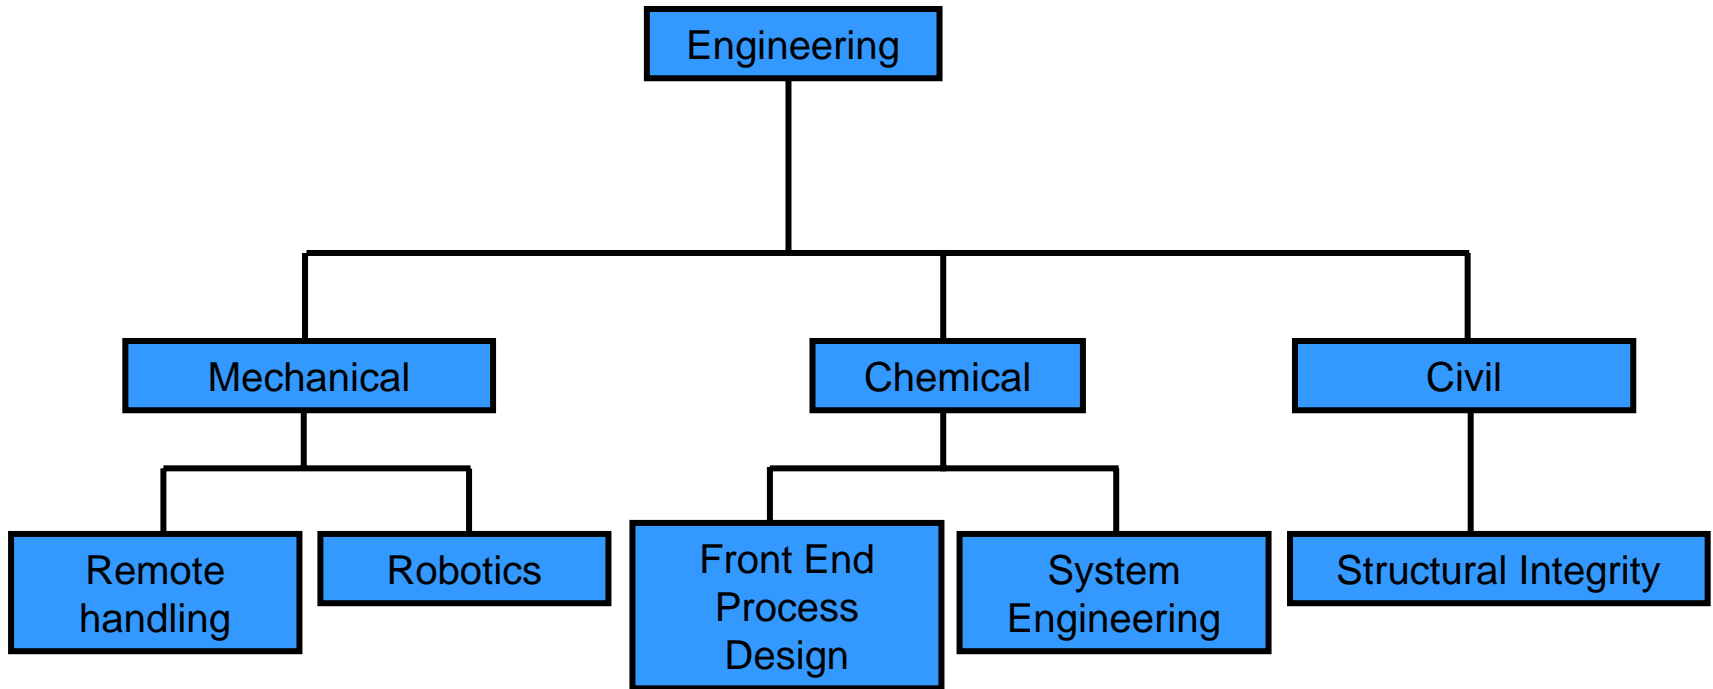 Engineering
Mechanical
Chemical
Civil
Remote
handling
Robotics
Front End
Process
Design
System
Engineering
Structural Integrity